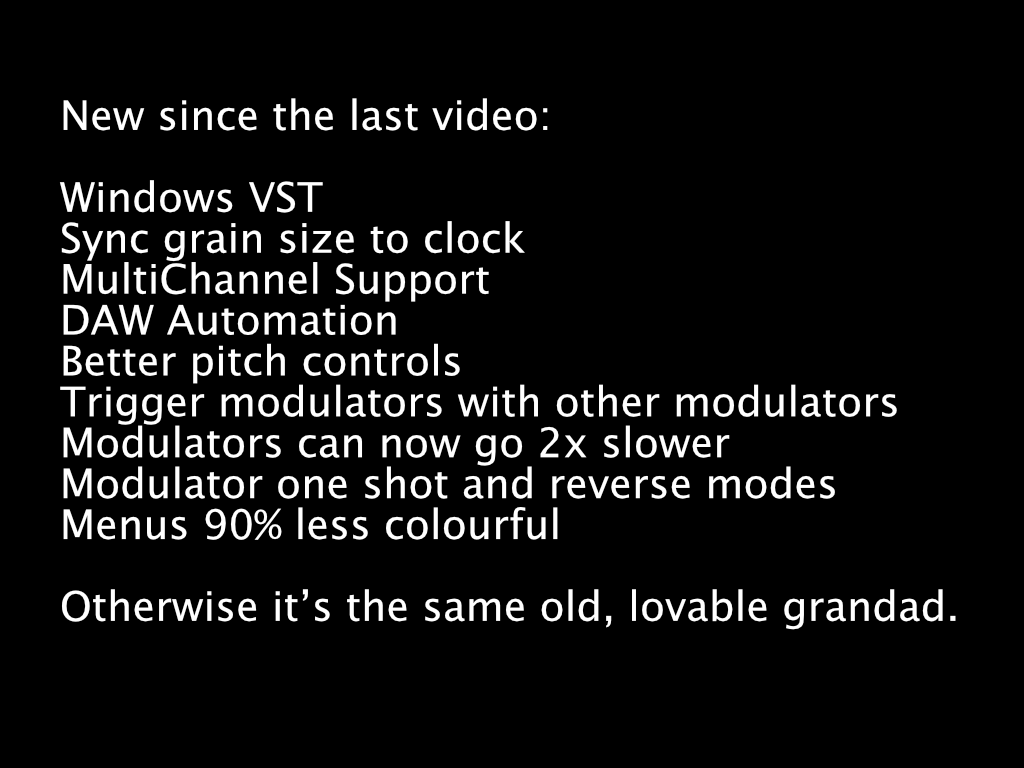 New since the last video:
Windows VST
Sync grain size to clock
MultiChannel Support
DAW Automation
Better pitch controls
Trigger modulators with other modulators
Modulators can now go 2x slower
Modulator one shot and reverse modes
Menus 90% less colourful
Otherwise it’s the same old, lovable grandad.